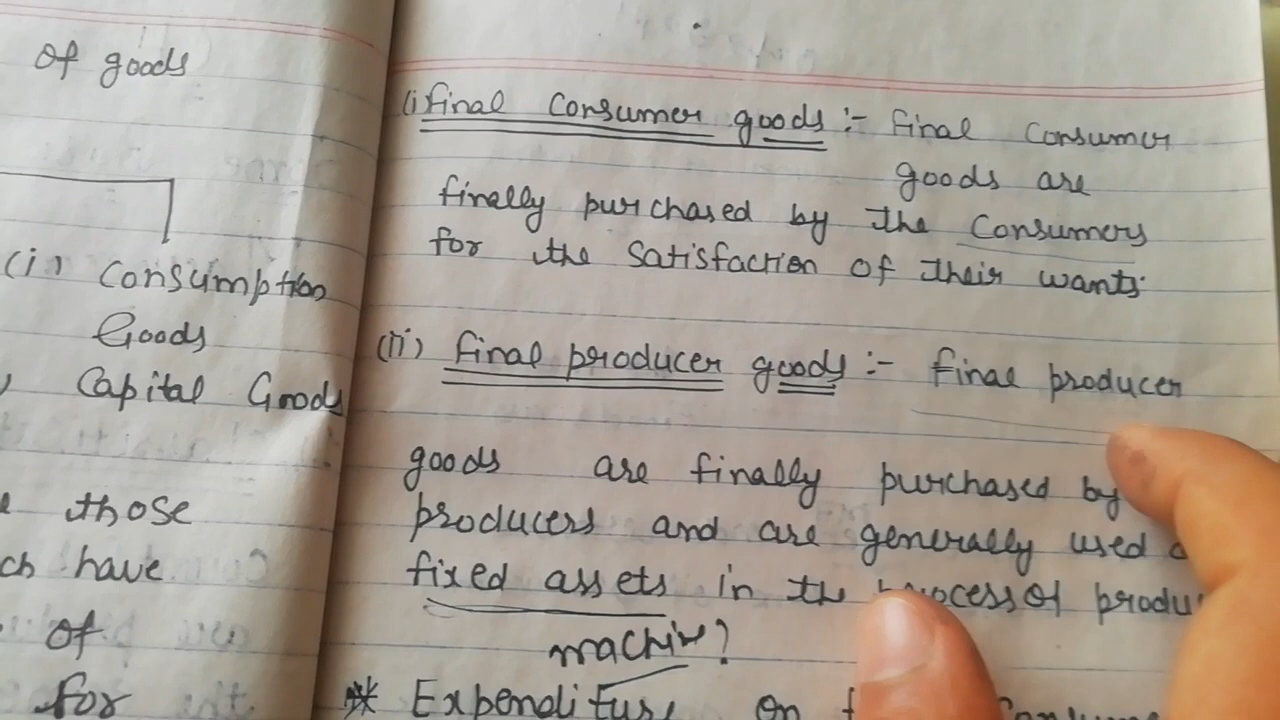 of goods
(i) Consumption
Goods
Capital Goods
those
have
of
for
(i) final Consumer goods :- final Consumer
goods are
finally purchased by the Consumers
for the Satisfaction of their wants.
(ii) final producer goods :- final producer
goods are finally purchased by
producers and are generally used
fixed assets in the process of produ
machine?
* Expenditure on f